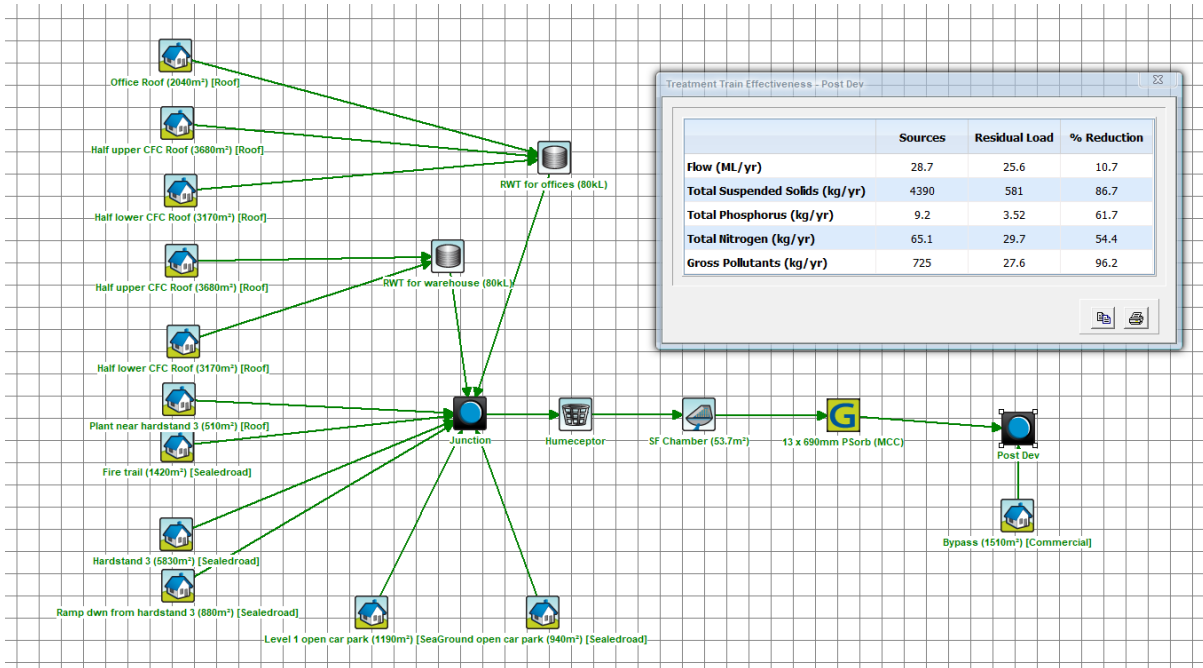 Office Roof (2040m²) [Roof]
Half upper CFC Roof (3680m²) [Roof]
Half lower CFC Roof (3170m²) [Roof]
RWT for offices (80kL)
Half upper CFC Roof (3680m²) [Roof]
RWT for warehouse (80kL)
Half lower CFC Roof (3170m²) [Roof]
Plant near hardstand 3 (510m²) [Roof]
Fire trail (1420m²) [Sealedroad]
Hardstand 3 (5830m²) [Sealedroad]
Ramp dwn from hardstand 3 (880m²) [Sealedroad]
Level 1 open car park (1190m²) [Sea
Ground open car park (940m²) [Sealedroad]
Junction
Humeceptor
SF Chamber (53.7m²)
G
13 x 690mm PSorb (MCC)
Post Dev
Bypass (1510m²) [Commercial]
Treatment Train Effectiveness - Post Dev
Sources Residual Load % Reduction
Flow (ML/yr) 28.7 25.6 10.7
Total Suspended Solids (kg/yr) 4390 581 86.7
Total Phosphorus (kg/yr) 9.2 3.52 61.7
Total Nitrogen (kg/yr) 65.1 29.7 54.4
Gross Pollutants (kg/yr) 725 27.6 96.2